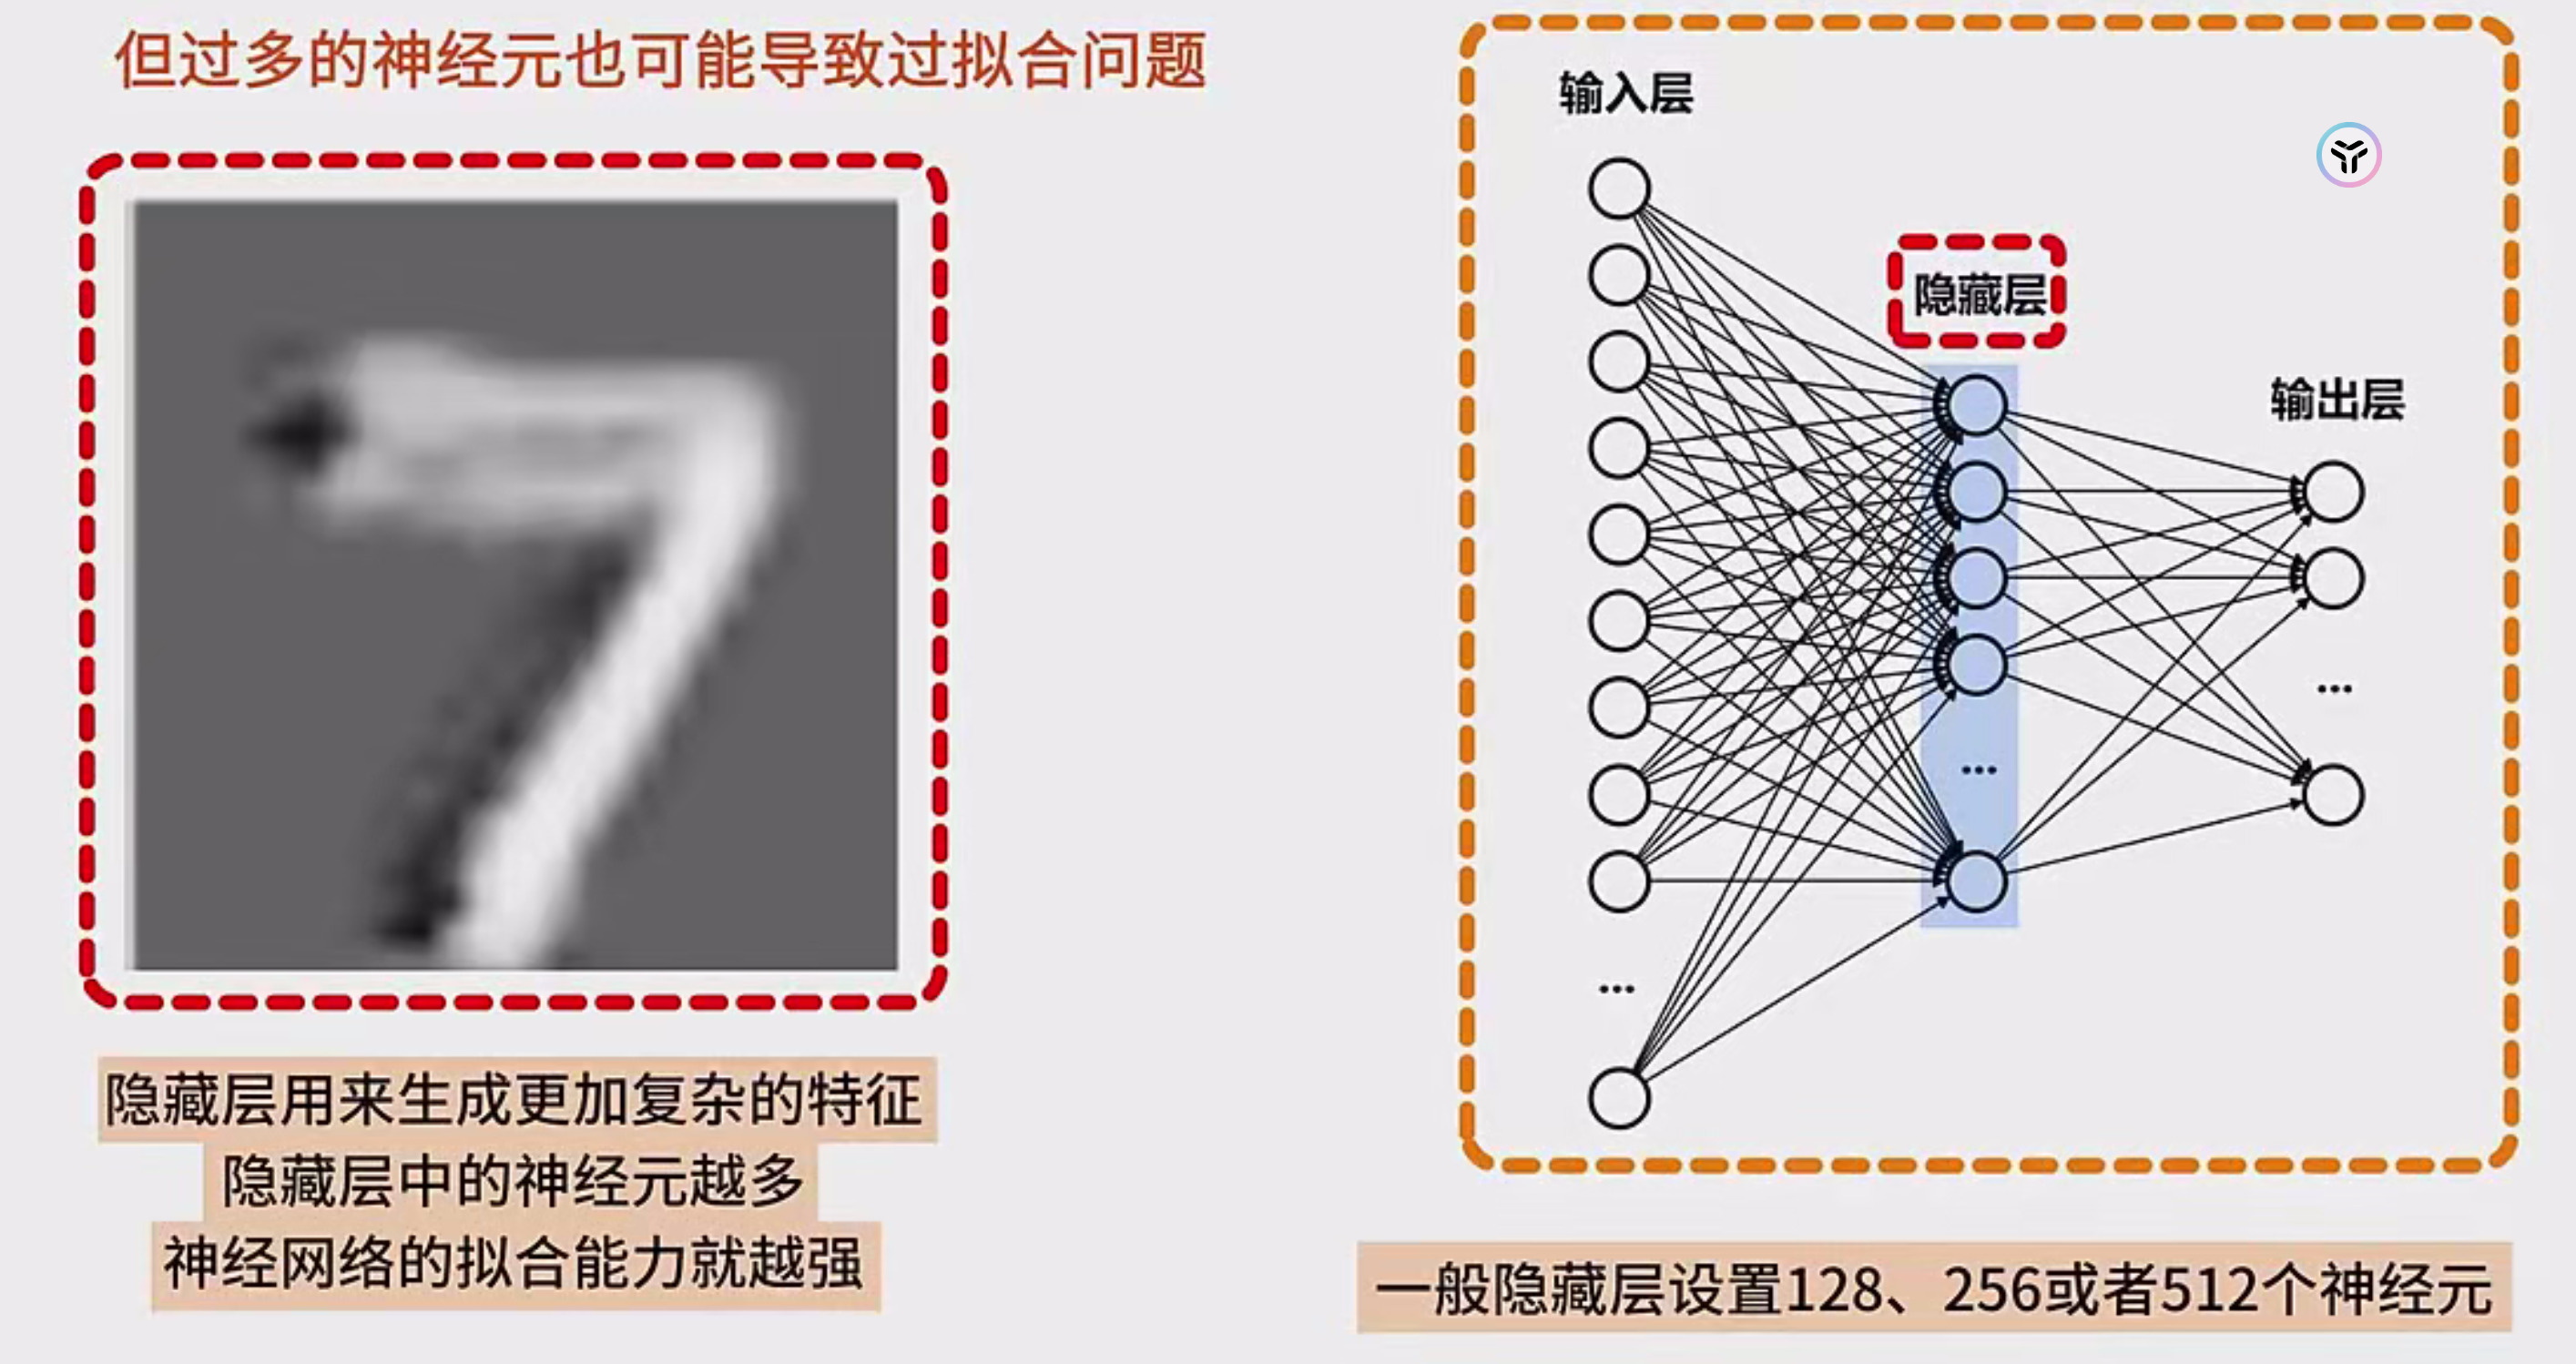 但过多的神经元也可能导致过拟合问题
隐藏层用来生成更加复杂的特征
隐藏层中的神经元越多
神经网络的拟合能力就越强
输入层
隐藏层
输出层
...
...
...
一般隐藏层设置128、256或者512个神经元